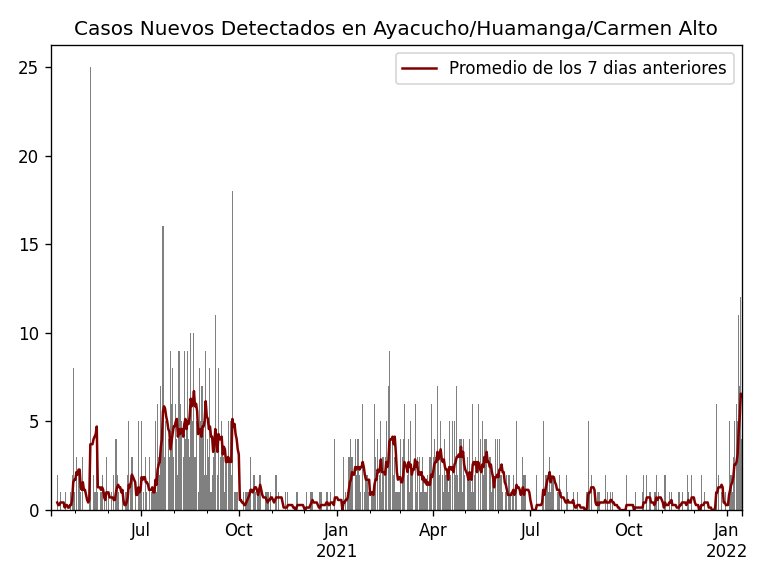 Casos Nuevos Detectados en Ayacucho/Huamanga/Carmen Alto
Promedio de los 7 dias anteriores
25
20
15
10
5
0
Jul Oct Jan Apr Jul Oct Jan
2021 2022